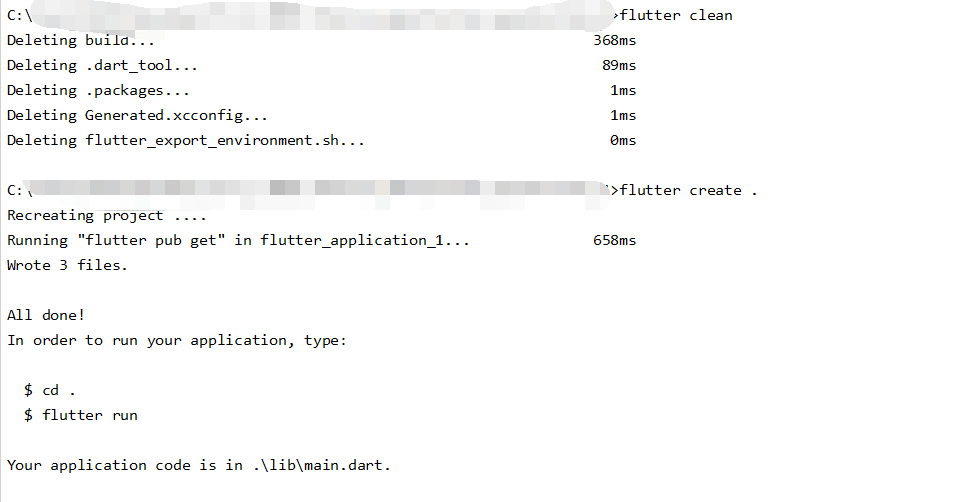 C:\>flutter clean
Deleting build... 368ms
Deleting .dart_tool... 89ms
Deleting .packages... 1ms
Deleting Generated.xcconfig... 1ms
Deleting flutter_export_environment.sh... 0ms
C:\>flutter create .
Recreating project ....
Running "flutter pub get" in flutter_application_1... 658ms
Wrote 3 files.
All done!
In order to run your application, type:
$ cd .
$ flutter run
Your application code is in .\lib\main.dart.